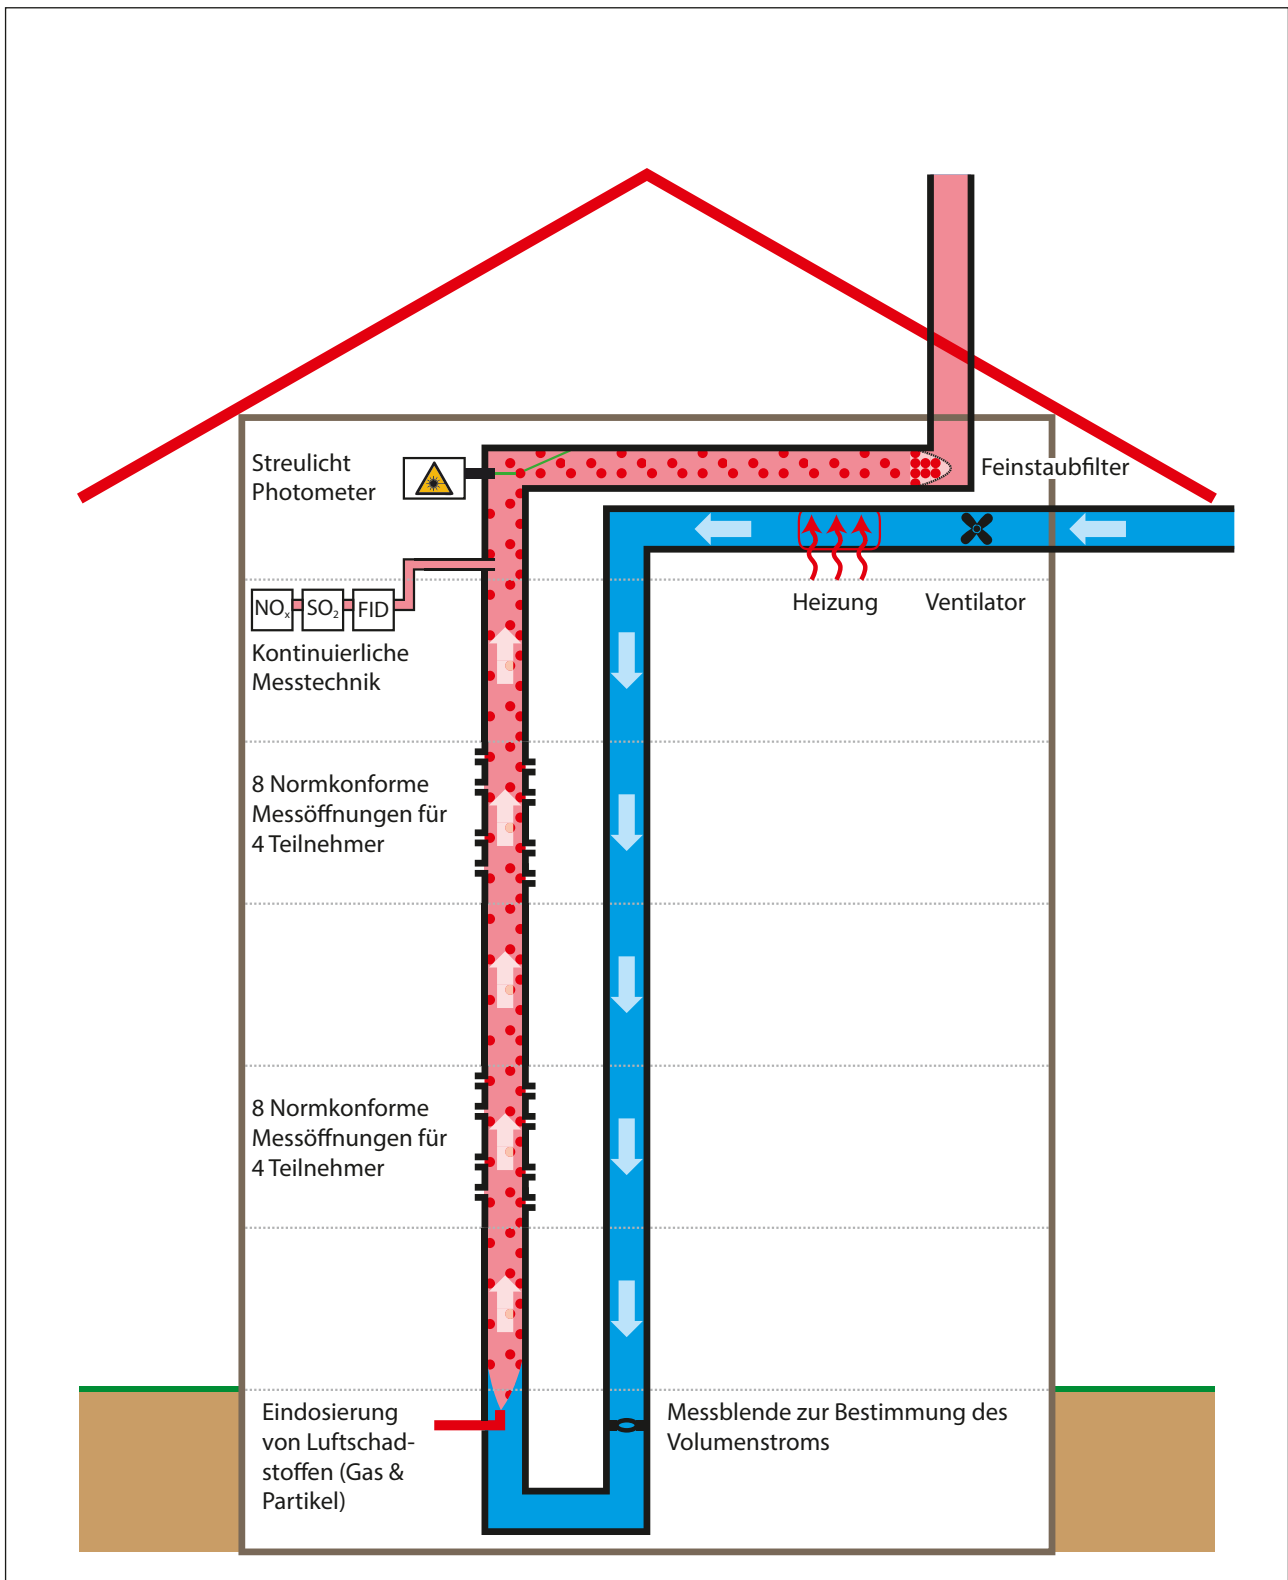 Streulicht
Photometer
Feinstaubfilter
Heizung
Ventilator
NOₓ
SO₂
FID
Kontinuierliche
Messtechnik
8 Normkonforme
Messöffnungen für
4 Teilnehmer
8 Normkonforme
Messöffnungen für
4 Teilnehmer
Eindosierung
von Luftschad-
stoffen (Gas &
Partikel)
Messblende zur Bestimmung des
Volumenstroms